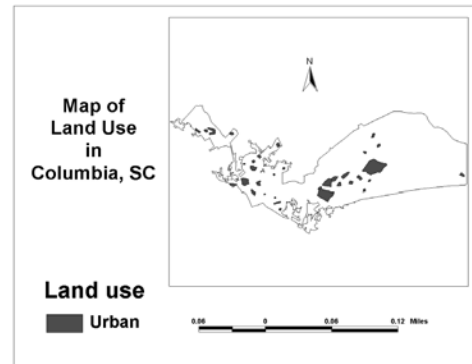 N
Map of
Land Use
in
Columbia, SC
Land use
Urban
0.06 0 0.06 0.12 Miles